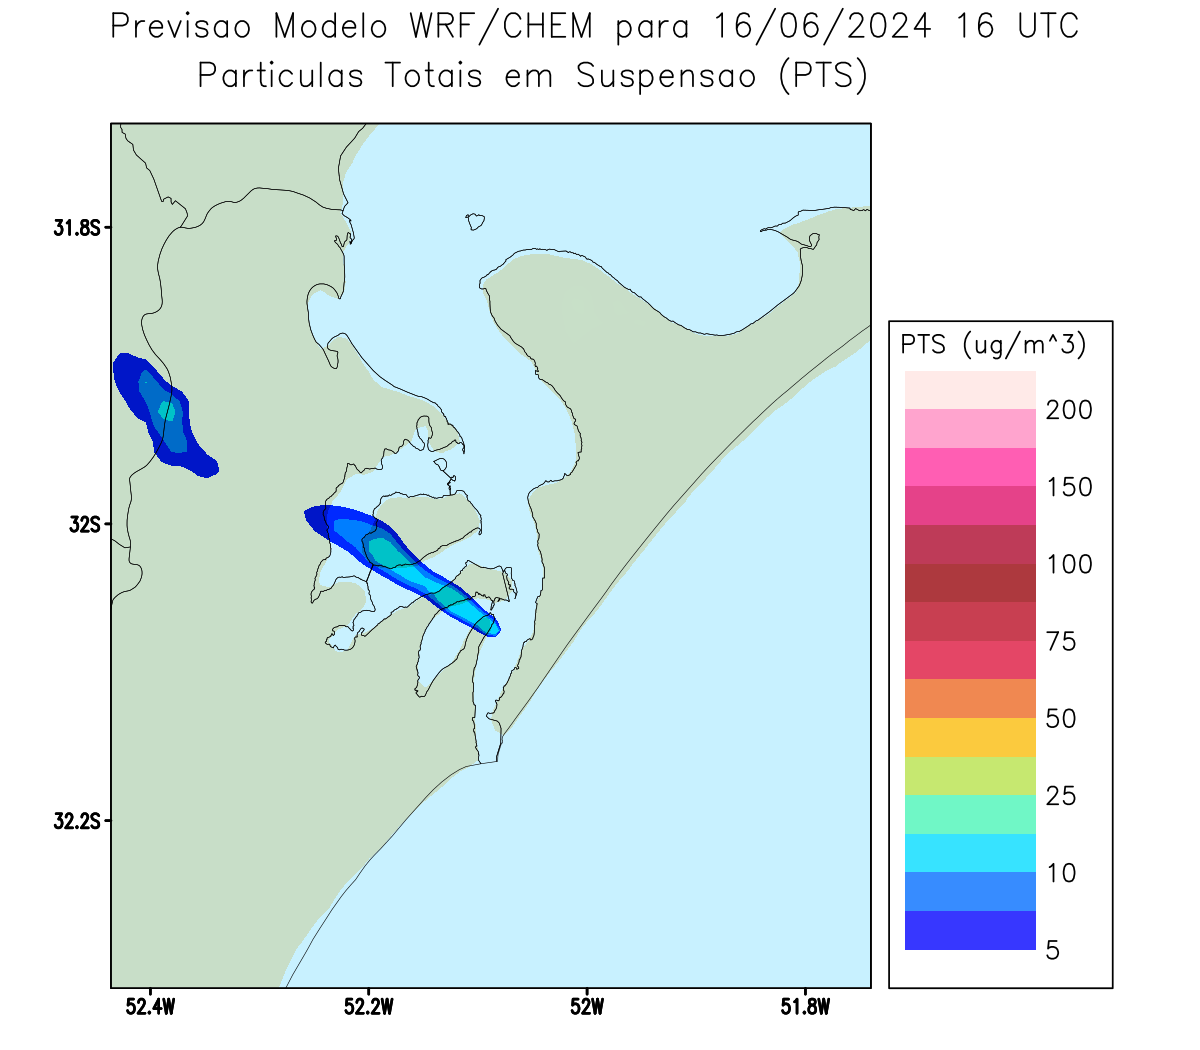 Previsao Modelo WRF/CHEM para 16/06/2024 16 UTC
Particulas Totais em Suspensao (PTS)
31.8S
32S
32.2S
52.4W
52.2W
52W
51.8W
PTS (ug/m^3)
200
150
100
75
50
25
10
5